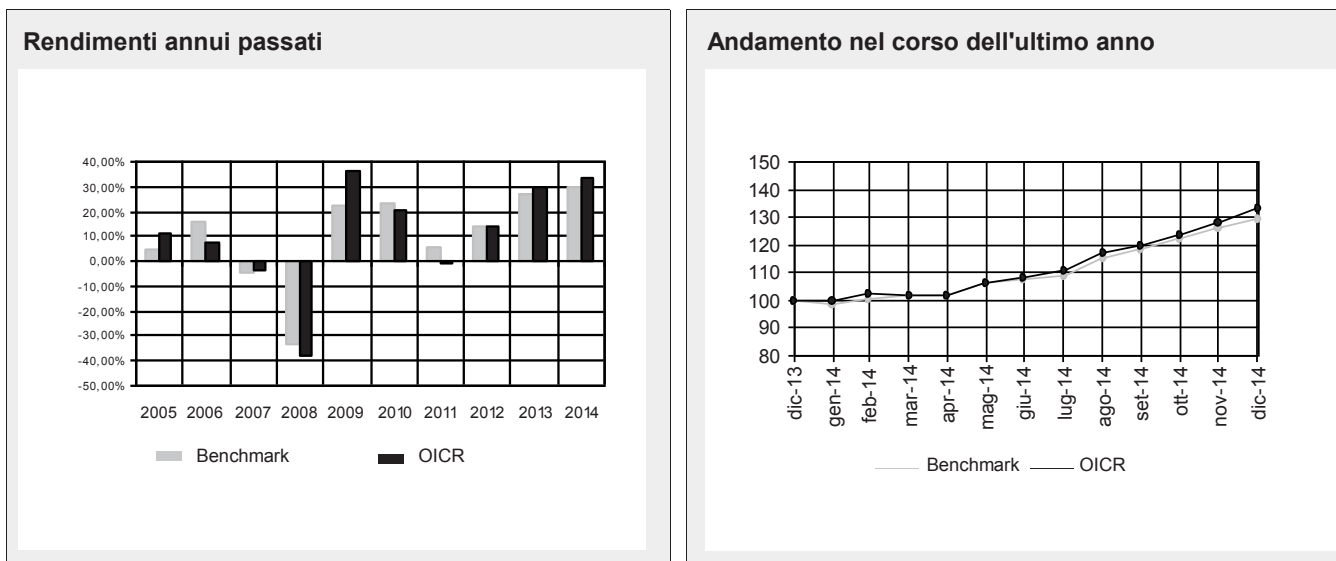 Rendimenti annui passati
40,00%
30,00%
20,00%
10,00%
0,00%
-10,00%
-20,00%
-30,00%
-40,00%
-50,00%
2005 2006 2007 2008 2009 2010 2011 2012 2013 2014
Benchmark OICR
Andamento nel corso dell'ultimo anno
150
140
130
120
110
100
90
80
dic-13
gen-14
feb-14
mar-14
apr-14
mag-14
giu-14
lug-14
ago-14
set-14
ott-14
nov-14
dic-14
Benchmark OICR